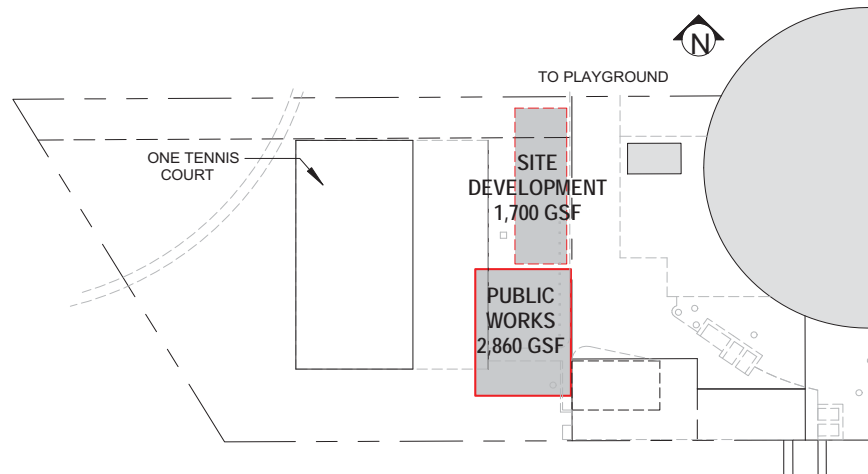 N
TO PLAYGROUND
ONE TENNIS
COURT
SITE
DEVELOPMENT
1,700 GSF
PUBLIC
WORKS
2,860 GSF